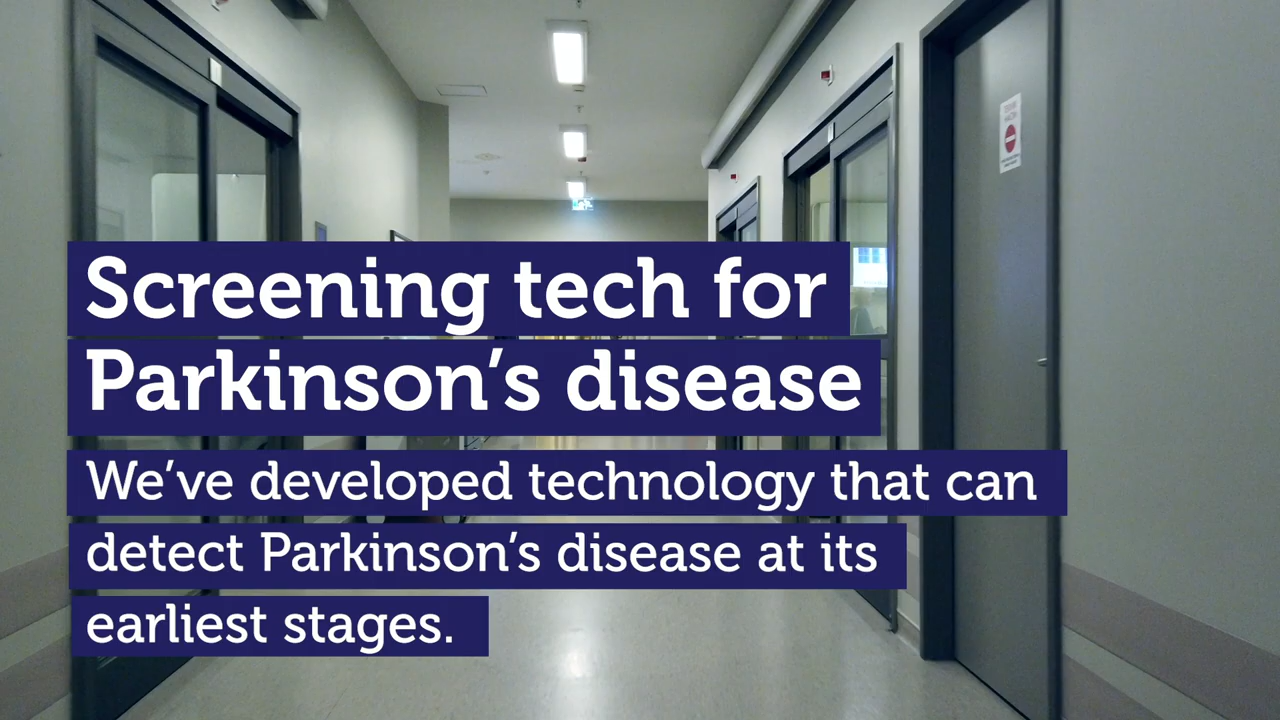 Screening tech for
Parkinson’s disease
We’ve developed technology that can
detect Parkinson’s disease at its
earliest stages.